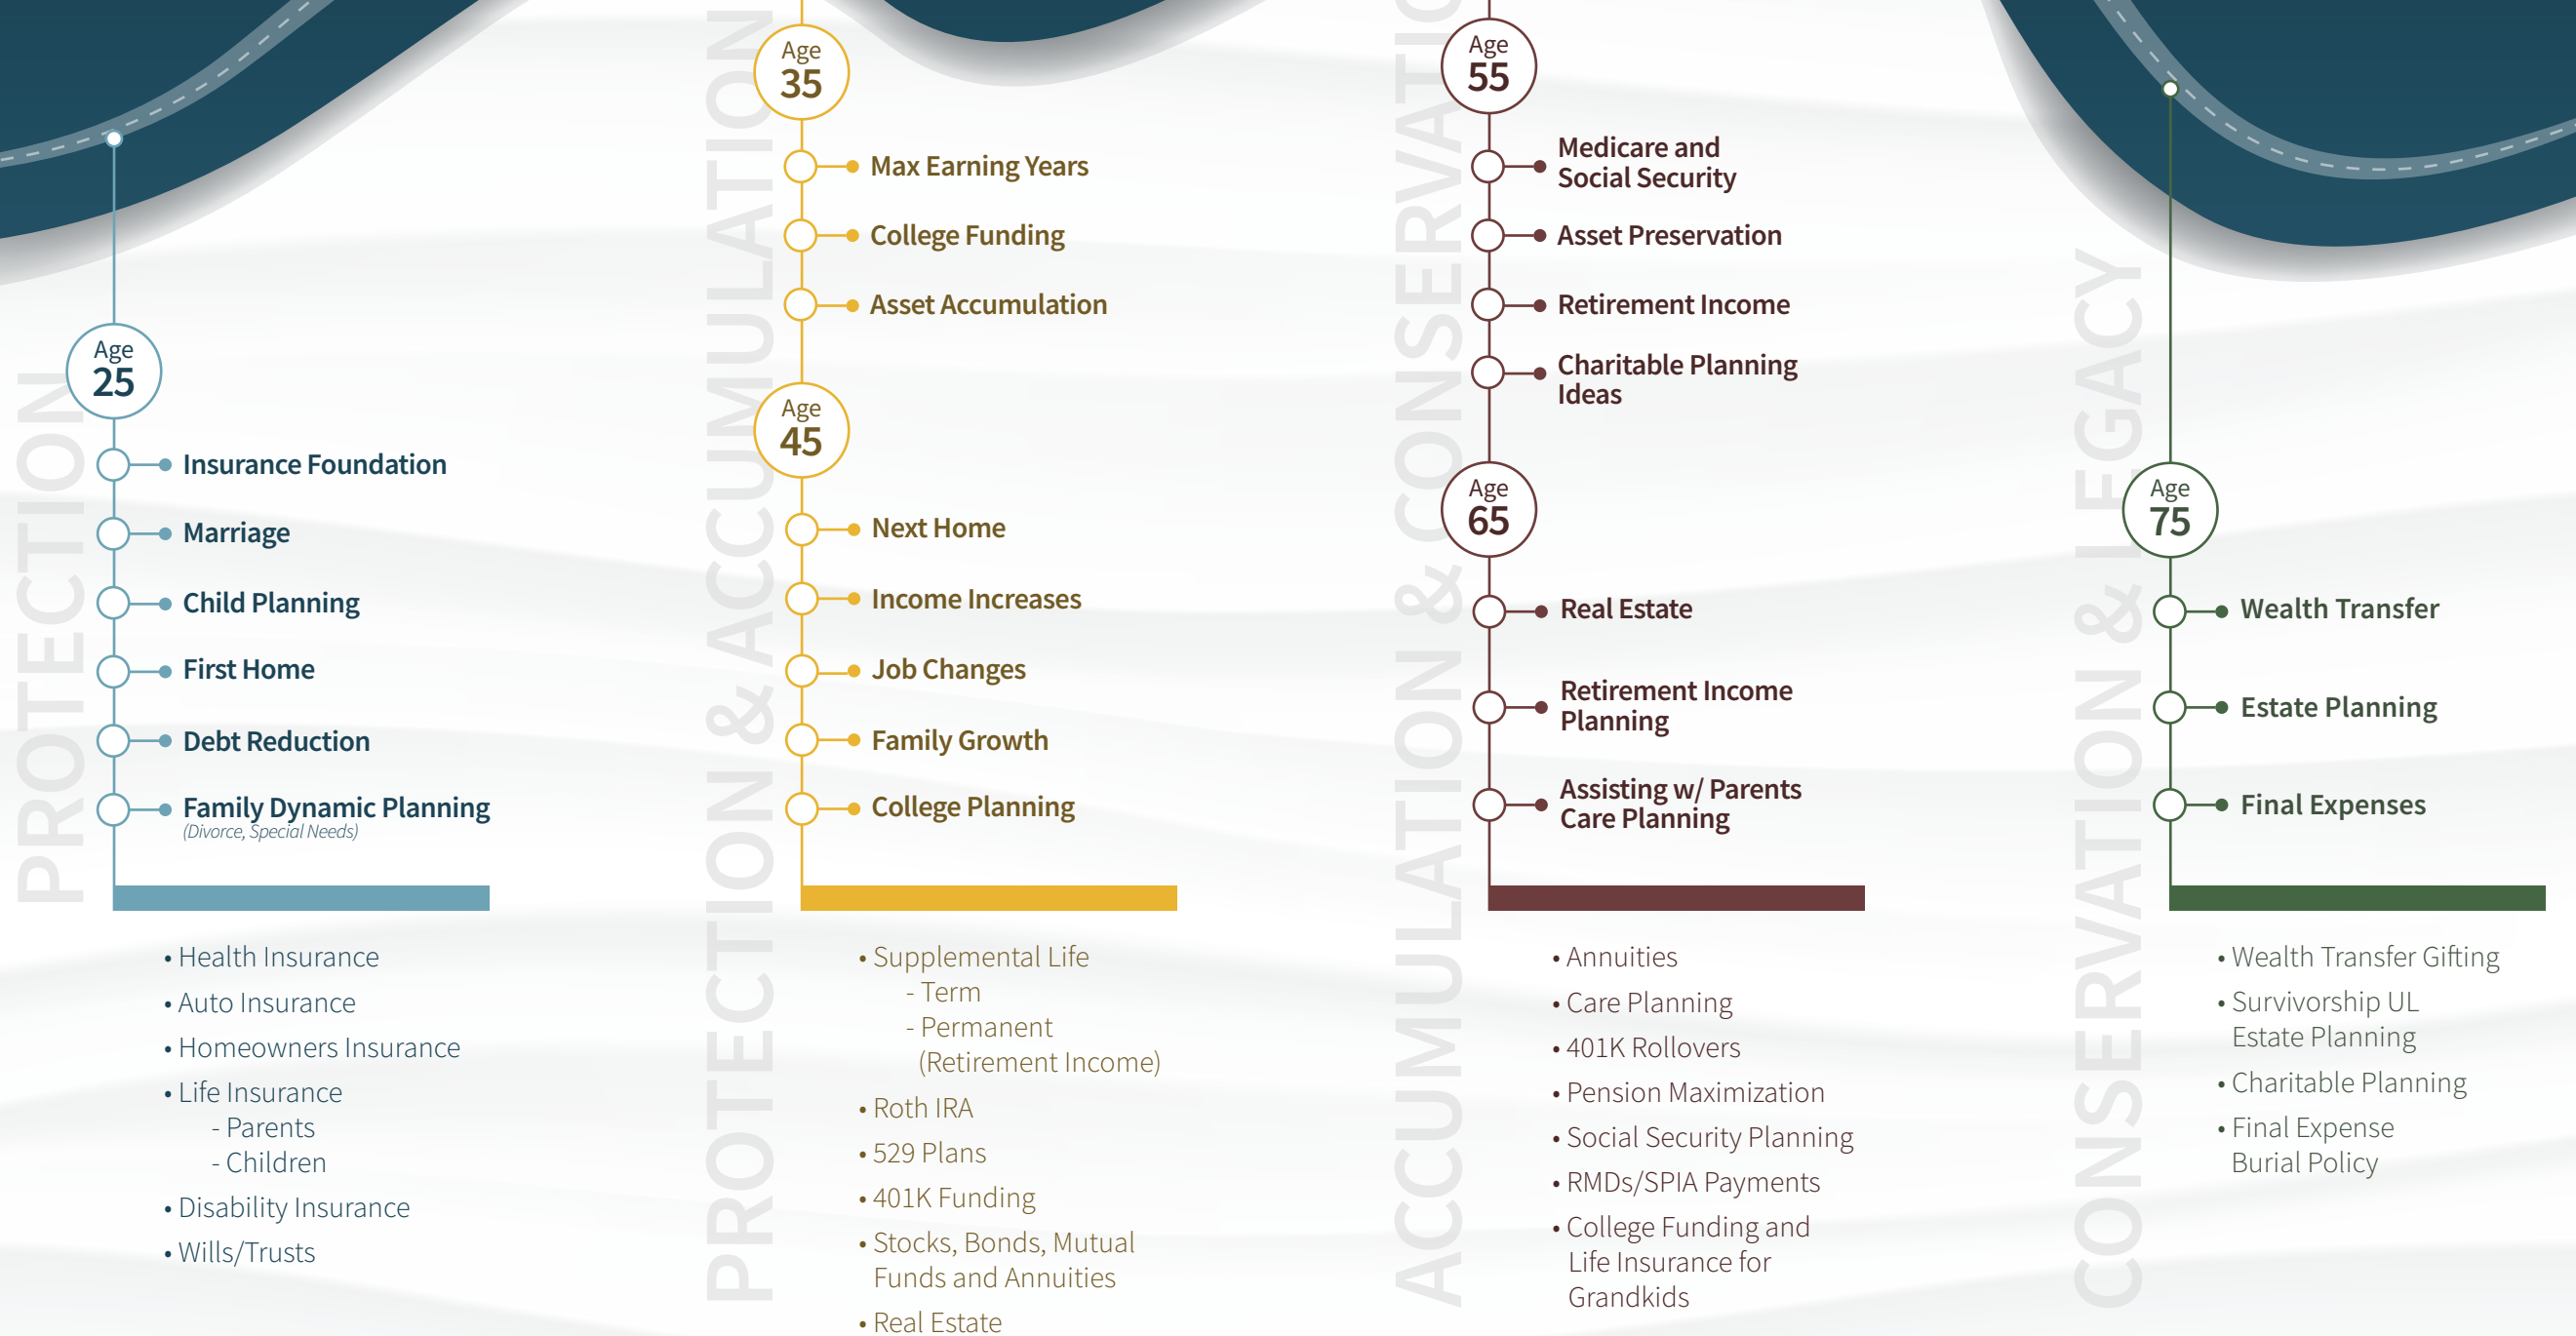 PROTECTION
Age
25
Insurance Foundation
Marriage
Child Planning
First Home
Debt Reduction
Family Dynamic Planning
(Divorce, Special Needs)
• Health Insurance
• Auto Insurance
• Homeowners Insurance
• Life Insurance
- Parents
- Children
• Disability Insurance
• Wills/Trusts
PROTECTION & ACCUMULATION
Age
35
Max Earning Years
College Funding
Asset Accumulation
Age
45
Next Home
Income Increases
Job Changes
Family Growth
College Planning
• Supplemental Life
- Term
- Permanent
(Retirement Income)
• Roth IRA
• 529 Plans
• 401K Funding
• Stocks, Bonds, Mutual
Funds and Annuities
• Real Estate
ACCUMULATION & CONSERVATIO
Age
55
Medicare and
Social Security
Asset Preservation
Retirement Income
Charitable Planning
Ideas
Age
65
Real Estate
Retirement Income
Planning
Assisting w/ Parents
Care Planning
• Annuities
• Care Planning
• 401K Rollovers
• Pension Maximization
• Social Security Planning
• RMDs/SPIA Payments
• College Funding and
Life Insurance for
Grandkids
CONSERVATION & LEGACY
Age
75
Wealth Transfer
Estate Planning
Final Expenses
• Wealth Transfer Gifting
• Survivorship UL
Estate Planning
• Charitable Planning
• Final Expense
Burial Policy